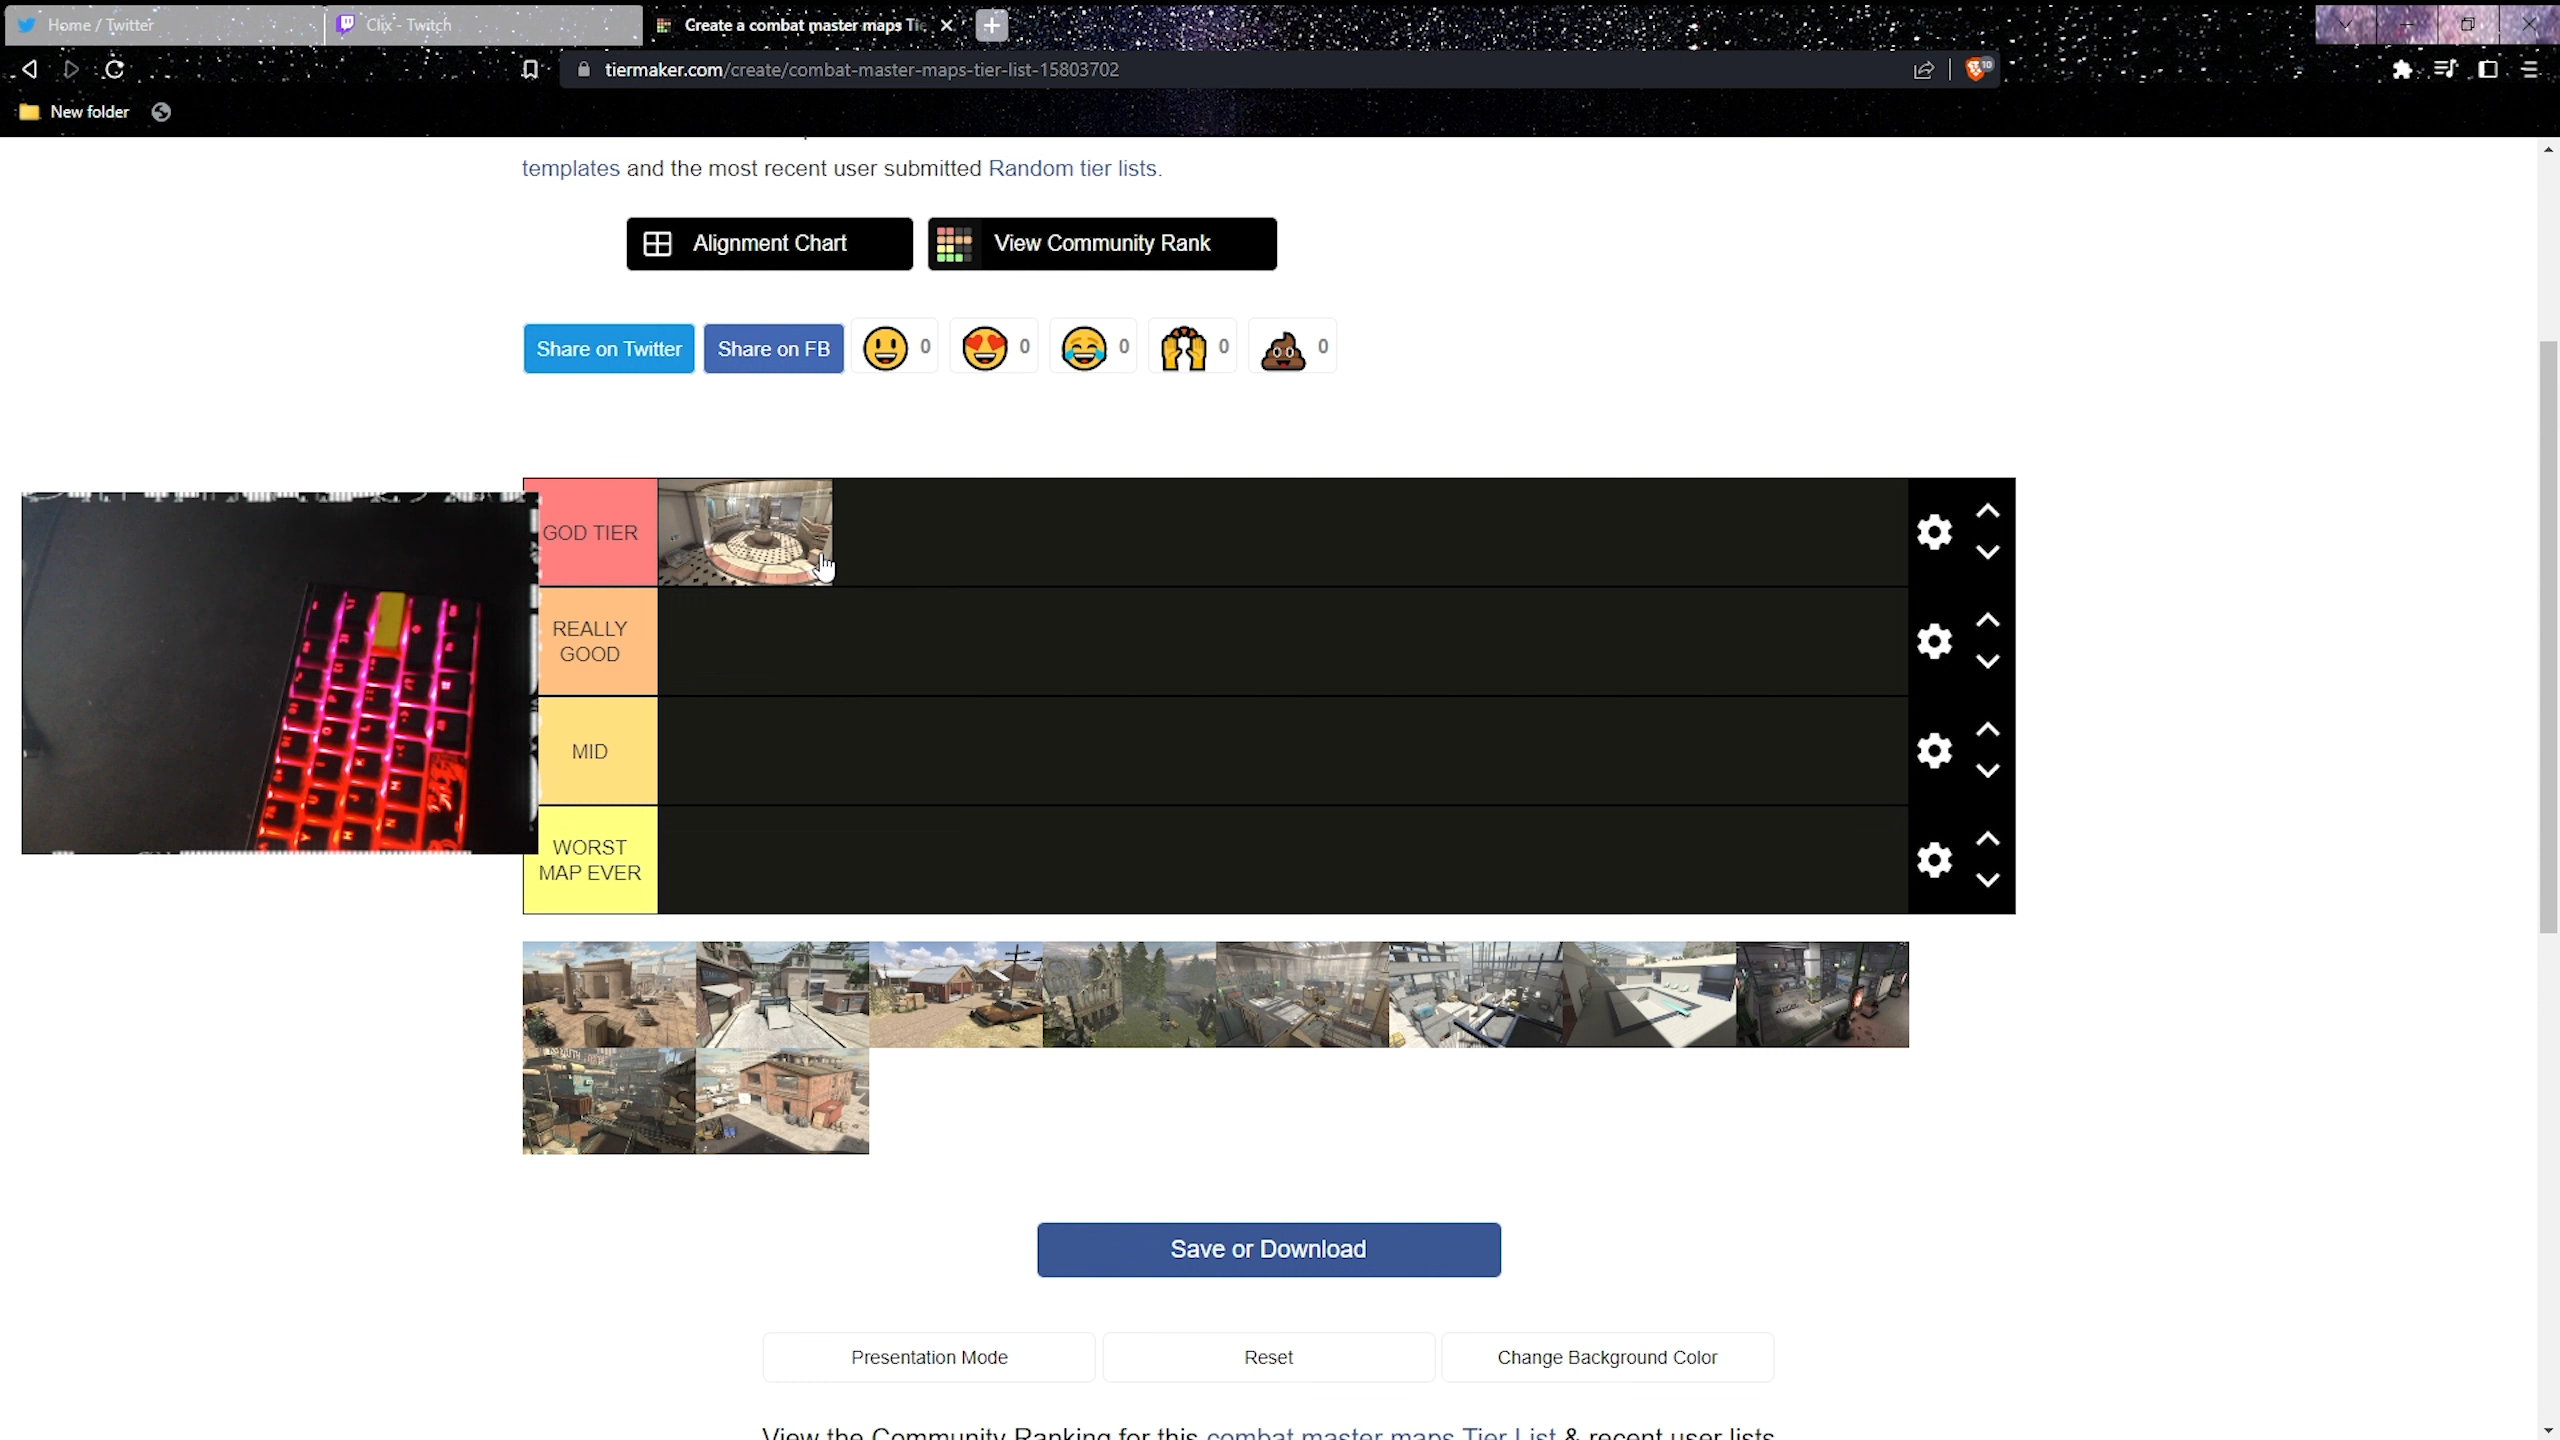 Home / Twitter
Clix - Twitch
Create a combat master maps Tie
tiermaker.com/create/combat-master-maps-tier-list-15803702
10
New folder
templates and the most recent user submitted Random tier lists.
Alignment Chart
View Community Rank
Share on Twitter
Share on FB
0
0
0
0
0
GOD TIER
REALLY
GOOD
MID
WORST
MAP EVER
Save or Download
Presentation Mode
Reset
Change Background Color
View the Community Ranking for this combat master maps Tier List & recent user lists